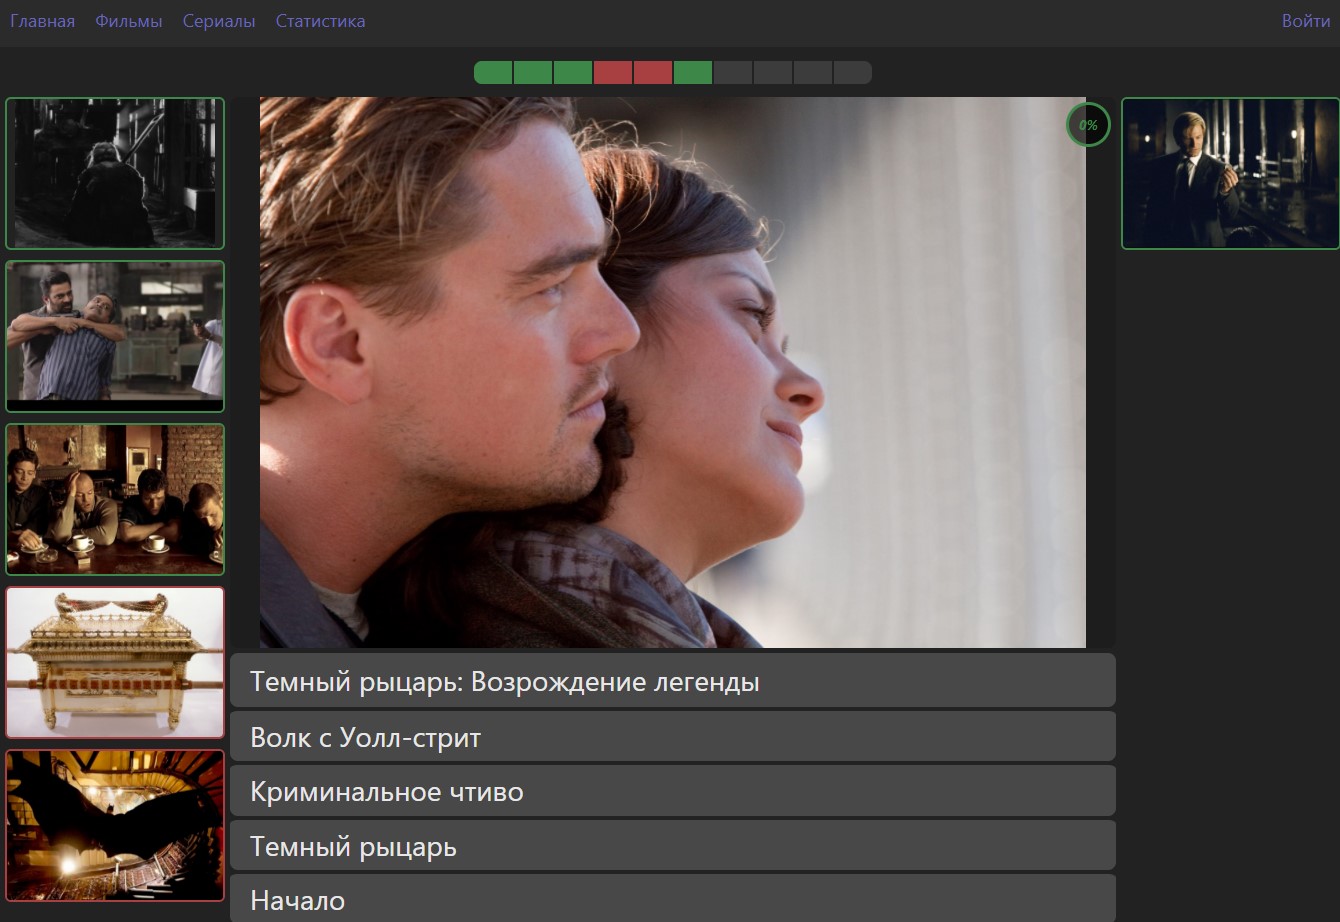 Главная Фильмы Сериалы Статистика Войти
0%
Темный рыцарь: Возрождение легенды
Волк с Уолл-стрит
Криминальное чтиво
Темный рыцарь
Начало